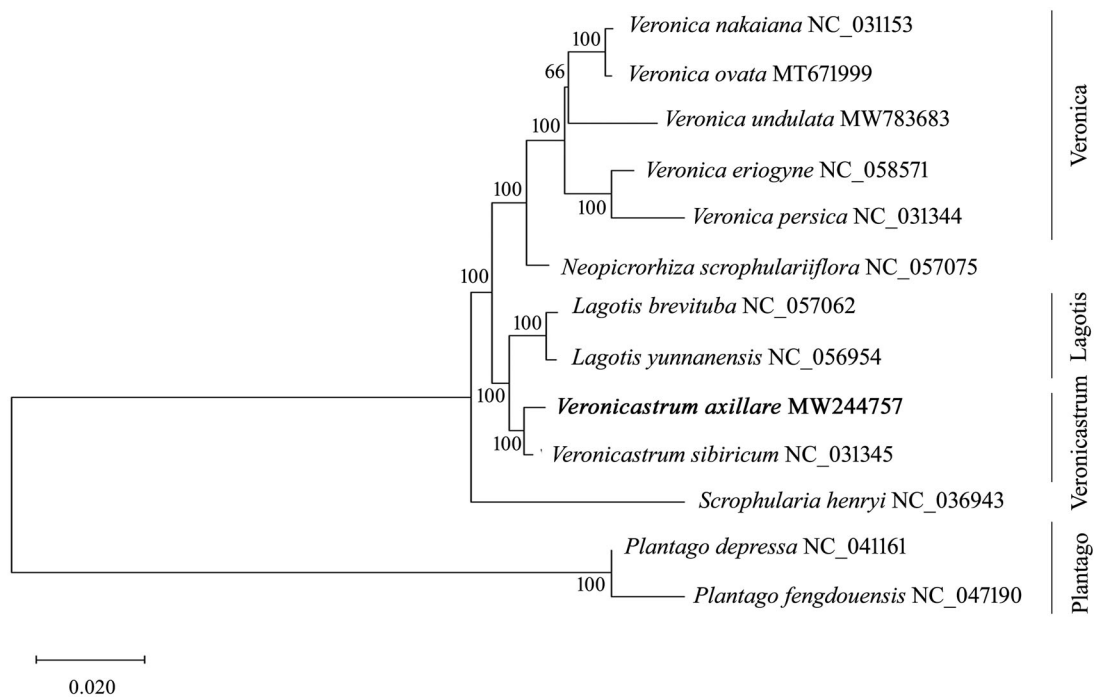 Veronica nakaiana NC_031153
100
Veronica ovata MT671999
66
Veronica undulata MW783683
100
Veronica eriogyne NC_058571
100
100
Veronica persica NC_031344
Veronica
Neopicrorhiza scrophulariiflora NC_057075
100
Lagotis brevituba NC_057062
100
Lagotis yunnanensis NC_056954
Lagotis
100
Veronicastrum axillare MW244757
100
Veronicastrum sibiricum NC_031345
Veronicastrum
Scrophularia henryi NC_036943
Plantago depressa NC_041161
100
Plantago fengdouensis NC_047190
Plantago
0.020